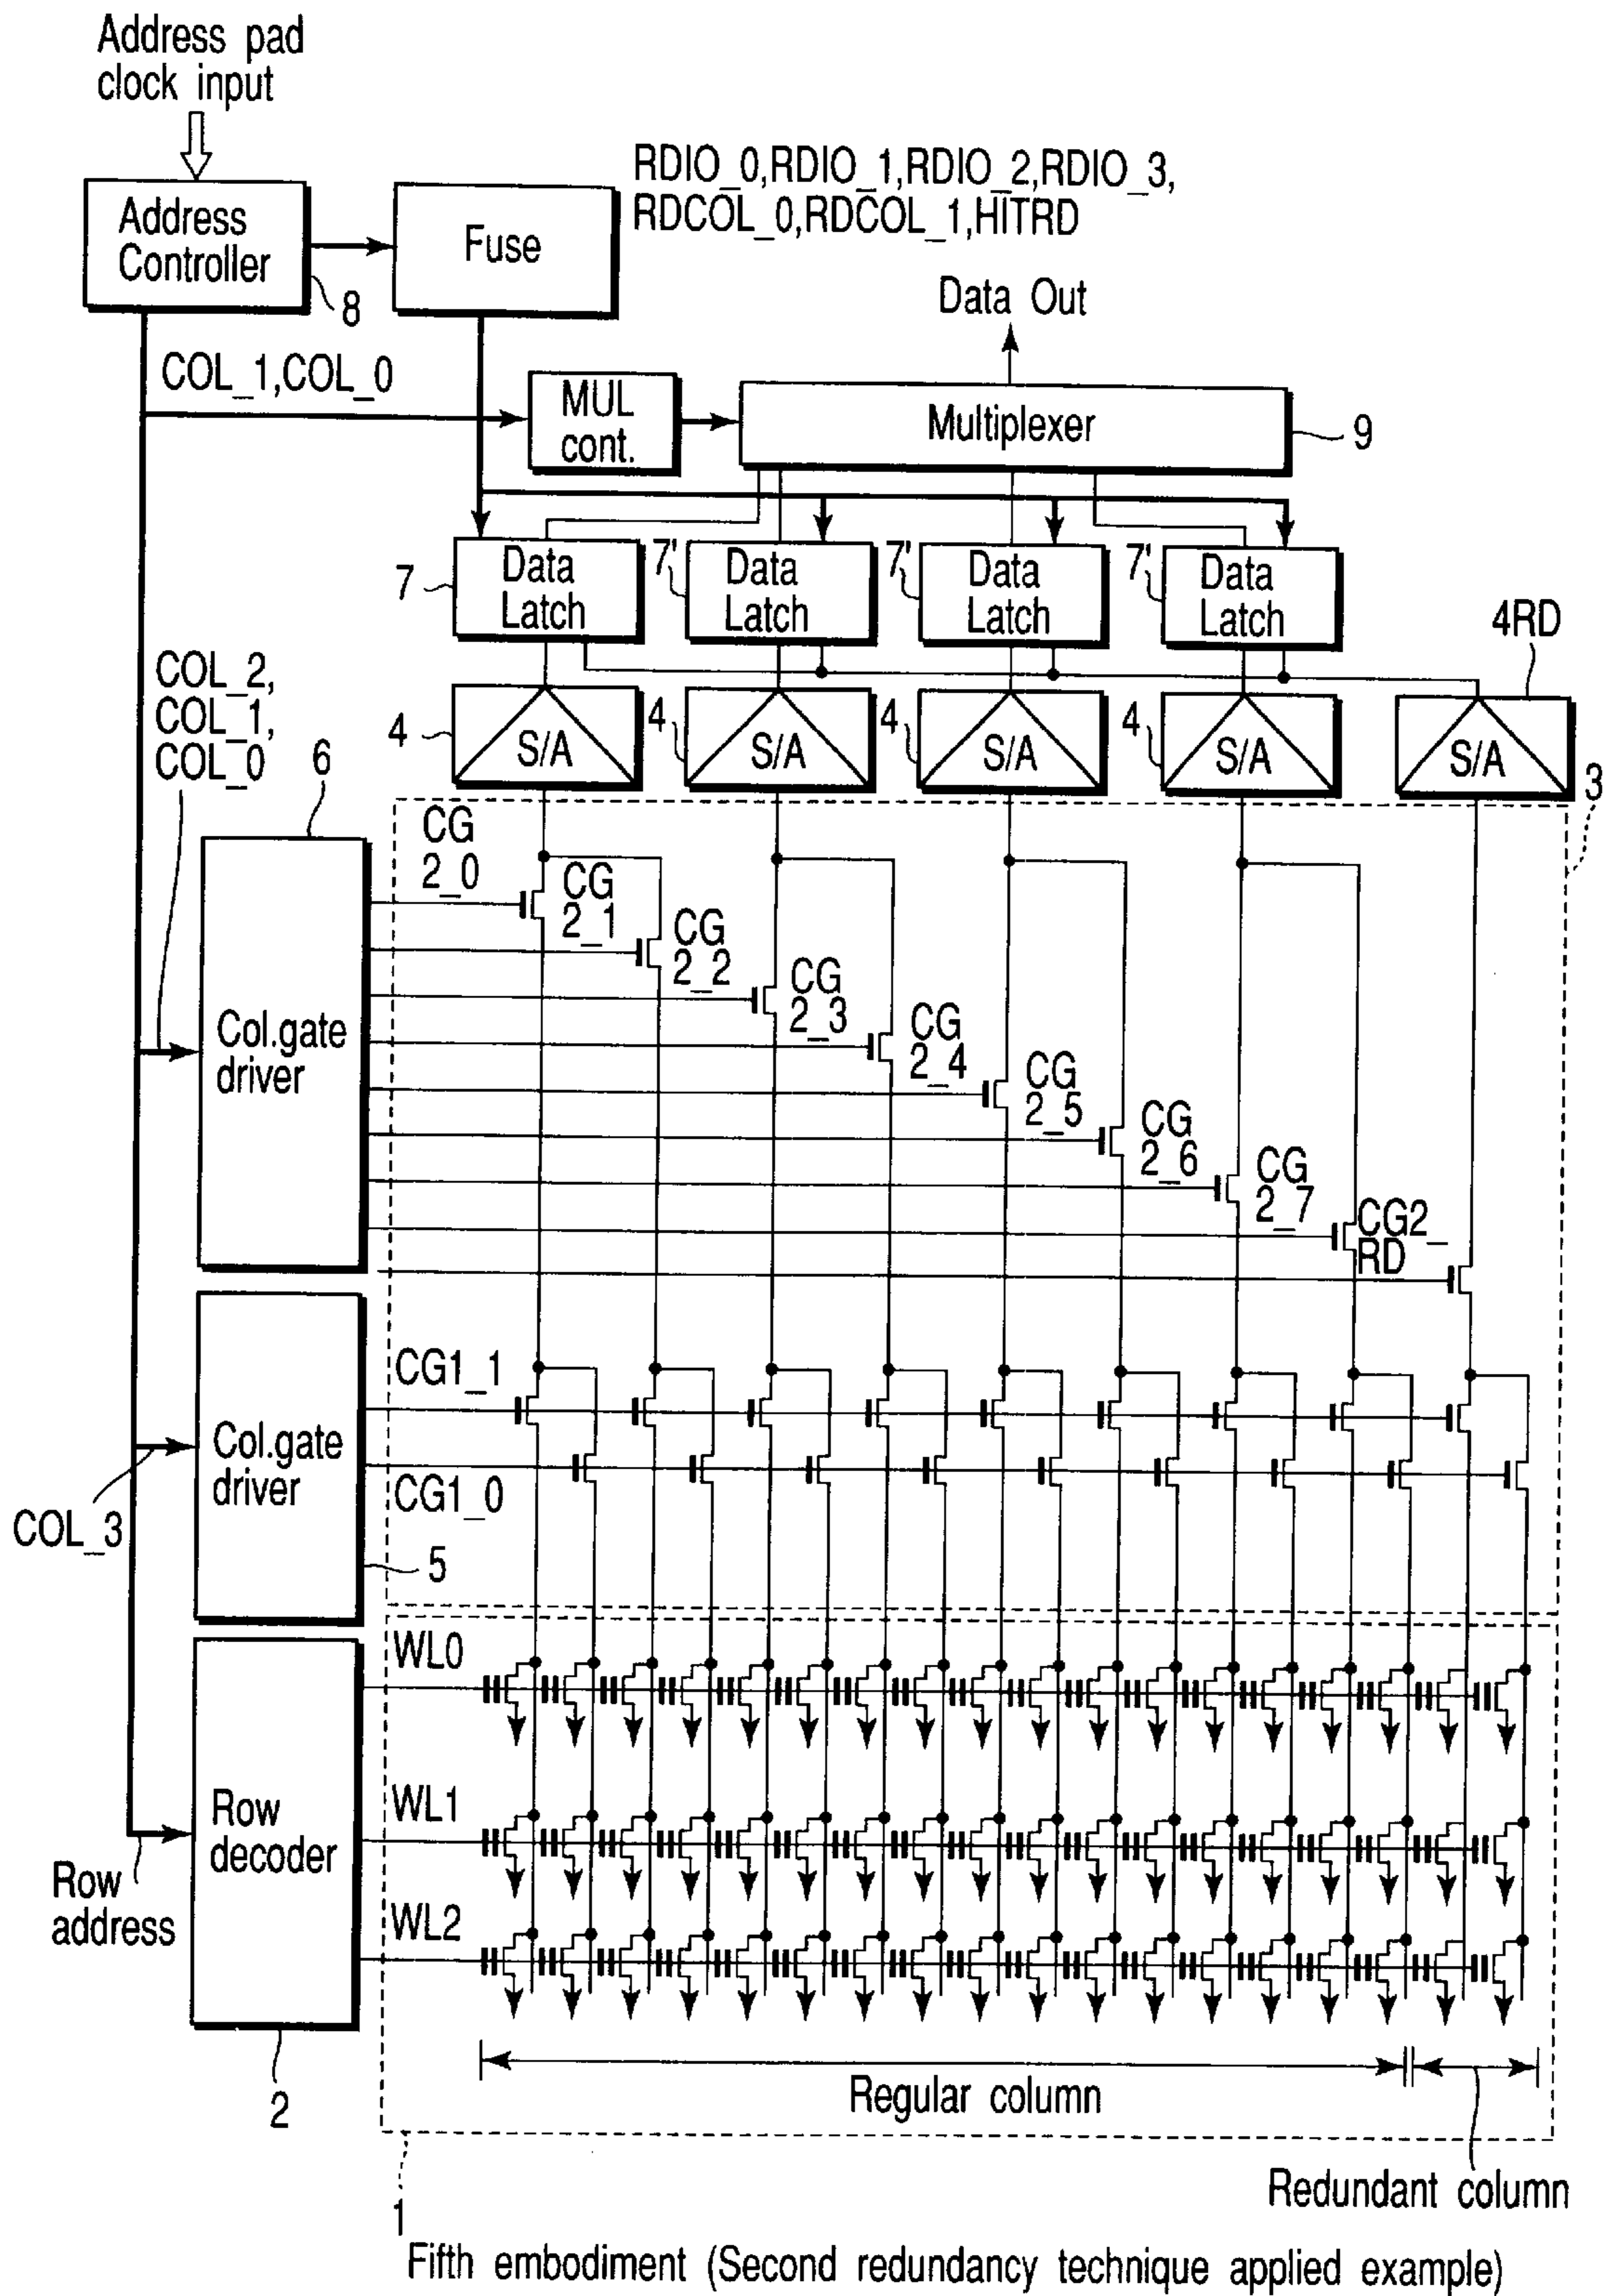 Address pad
clock input
Address
Controller
8
Fuse
RDIO_0,RDIO_1,RDIO_2,RDIO_3,
RDCOL_0,RDCOL_1,HITRD
Data Out
COL_1,COL_0
MUL
cont.
Multiplexer
9
7
Data
Latch
7'
Data
Latch
7'
Data
Latch
7'
Data
Latch
4RD
COL_2,
COL_1,
COL_0
6
4
S/A
4
S/A
4
S/A
4
S/A
S/A
3
CG
2_0
CG
2_1
CG
2_2
CG
2_3
CG
2_4
CG
2_5
CG
2_6
CG
2_7
CG2_
RD
Col.gate
driver
CG1_1
Col.gate
driver
CG1_0
COL_3
5
WL0
WL1
Row
decoder
Row
address
WL2
2
Regular column
1
Redundant column
Fifth embodiment (Second redundancy technique applied example)